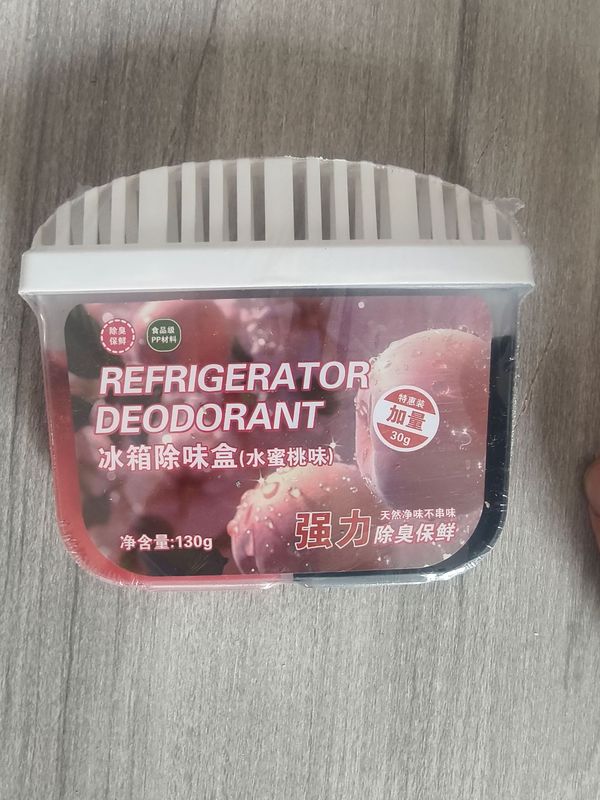 除臭
保鲜
食品级
PP材料
REFRIGERATOR
DEODORANT
冰箱除味盒(水蜜桃味)
特惠装
加量
30g
净含量:130g
强力
天然净味不串味
除臭保鲜